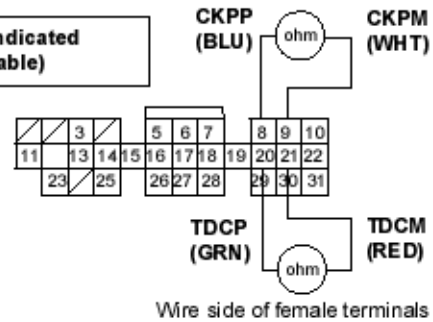 ndicated
able)
CKPP
(BLU)
ohm
CKPM
(WHT)
3 5 6 7 8 9 10
11 13 14 15 16 17 18 19 20 21 22
23 25 26 27 28 29 30 31
TDCP
(GRN)
ohm
TDCM
(RED)
Wire side of female terminals